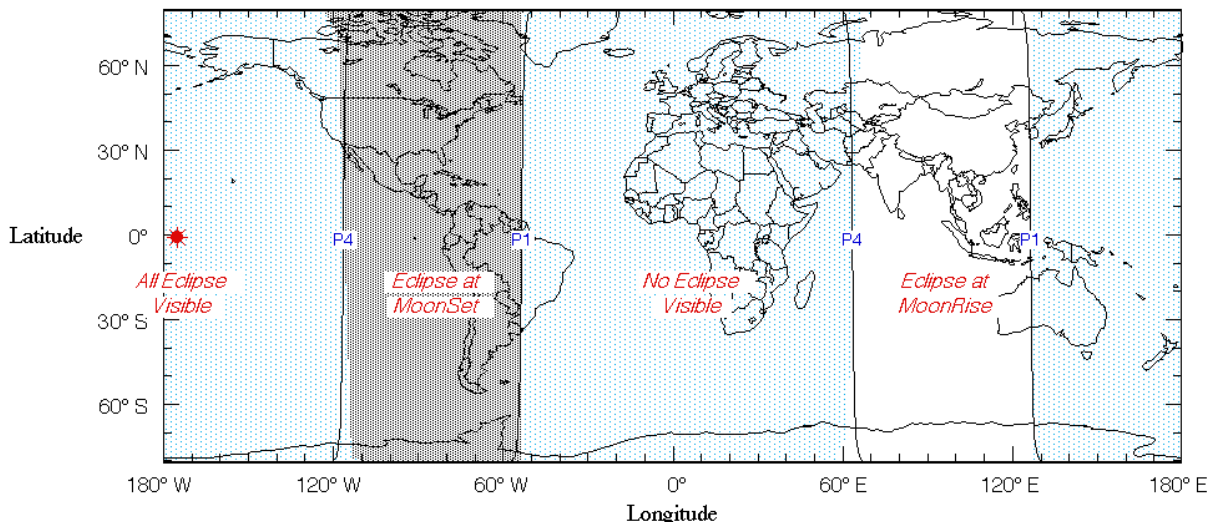 60° N
30° N
Latitude 0°
P4 P1 P4 P1
All Eclipse Eclipse at No Eclipse Eclipse at
Visible MoonSet Visible MoonRise
30° S
60° S
180° W 120° W 60° W 0° 60° E 120° E 180° E
Longitude